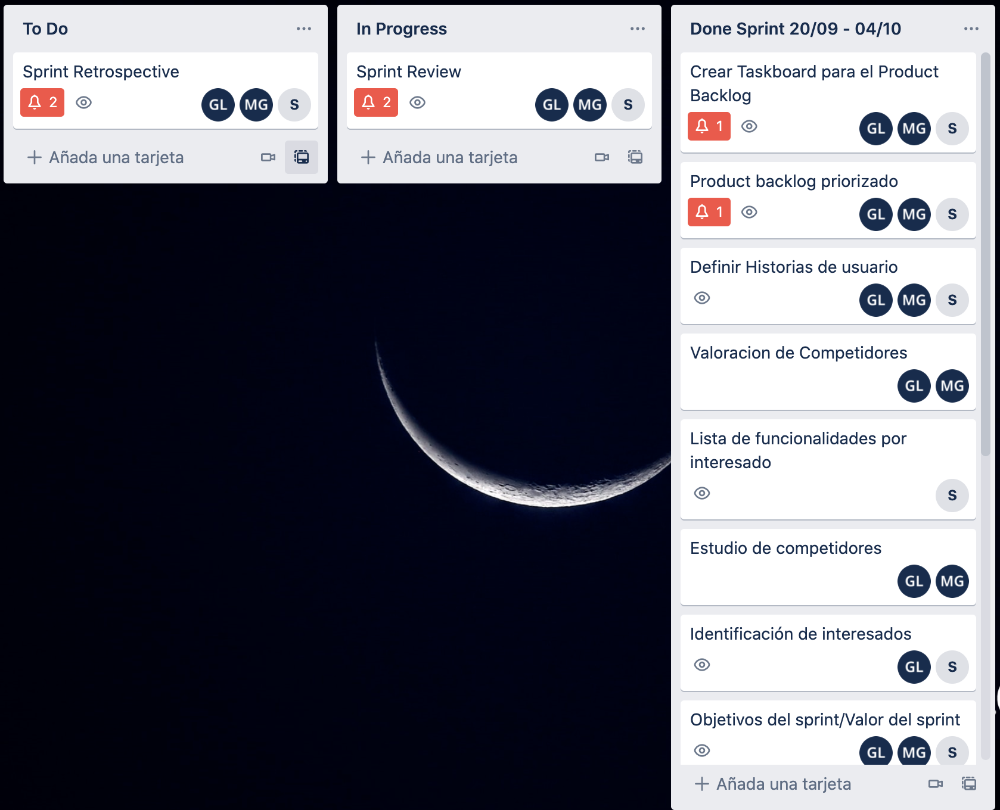 To Do
Sprint Retrospective
2
GL MG S
Añada una tarjeta
In Progress
Sprint Review
2
GL MG S
Añada una tarjeta
Done Sprint 20/09 - 04/10
Crear Taskboard para el Product
Backlog
1
GL MG S
Product backlog priorizado
1
GL MG S
Definir Historias de usuario
GL MG S
Valoracion de Competidores
GL MG
Lista de funcionalidades por
interesado
S
Estudio de competidores
GL MG
Identificación de interesados
GL S
Objetivos del sprint/Valor del sprint
GL MG S
Añada una tarjeta